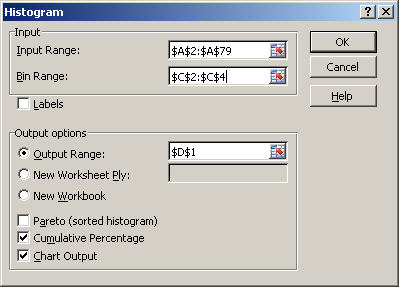 Histogram
Input
Input Range: $A$2:$A$79
Bin Range: $C$2:$C$4
Labels
OK
Cancel
Help
Output options
Output Range: $D$1
New Worksheet Ply:
New Workbook
Pareto (sorted histogram)
Cumulative Percentage
Chart Output